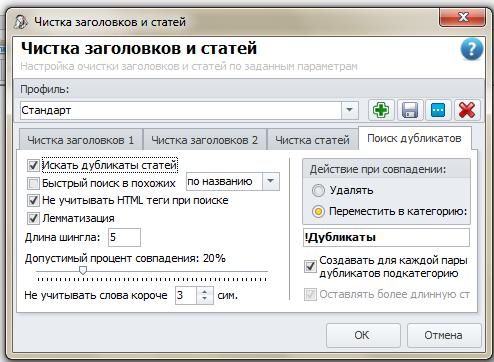 Чистка заголовков и статей
Чистка заголовков и статей
Настройка очистки заголовков и статей по заданным параметрам
Профиль:
Стандарт
Чистка заголовков 1
Чистка заголовков 2
Чистка статей
Поиск дубликатов
Искать дубликаты статей
Быстрый поиск в похожих
по названию
Не учитывать HTML теги при поиске
Лемматизация
Длина шингла: 5
Допустимый процент совпадения: 20%
Не учитывать слова короче 3 сим.
Действие при совпадении:
Удалять
Переместить в категорию:
!Дубликаты
Создавать для каждой пары
дубликатов подкатегорию
Оставлять более длинную ст
ОК
Отмена